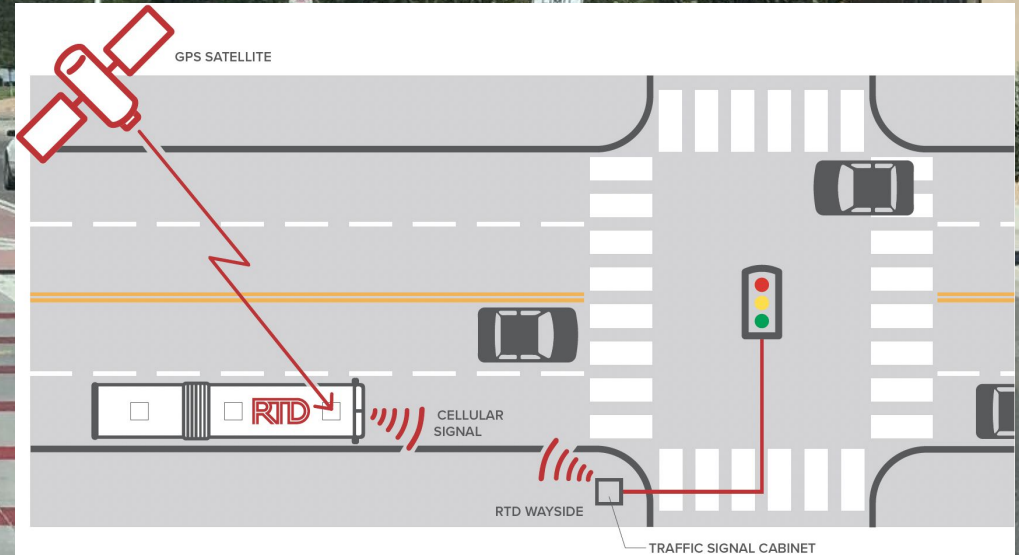 GPS SATELLITE
RTD
CELLULAR
SIGNAL
RTD WAYSIDE
TRAFFIC SIGNAL CABINET